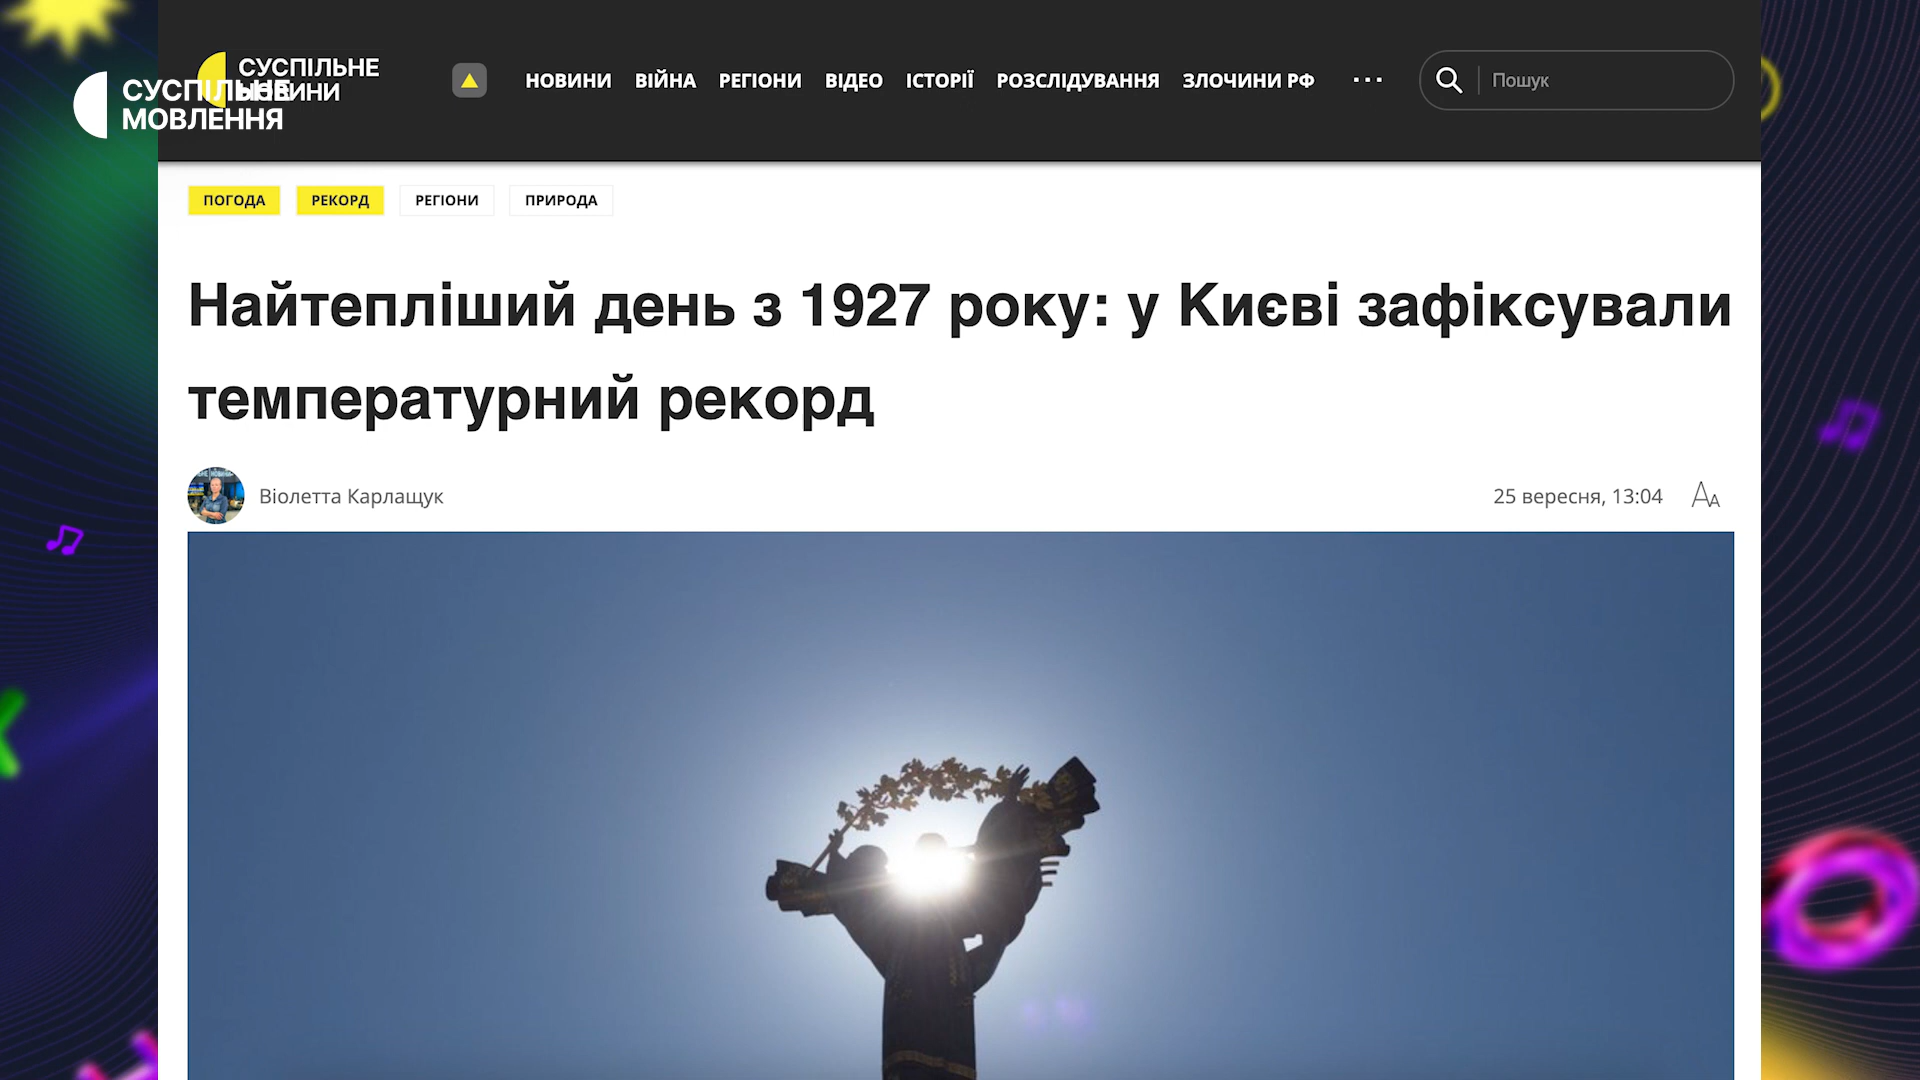 СУСПІЛЬНЕ
НОВИНИ
СУСПІЛЬНЕ
МОВЛЕННЯ
НОВИНИ ВІЙНА РЕГІОНИ ВІДЕО ІСТОРІЇ РОЗСЛІДУВАННЯ ЗЛОЧИНИ РФ ... Пошук
ПОГОДА РЕКОРД РЕГІОНИ ПРИРОДА
Найтепліший день з 1927 року: у Києві зафіксували
температурний рекорд
Віолетта Карлащук 25 вересня, 13:04 АА